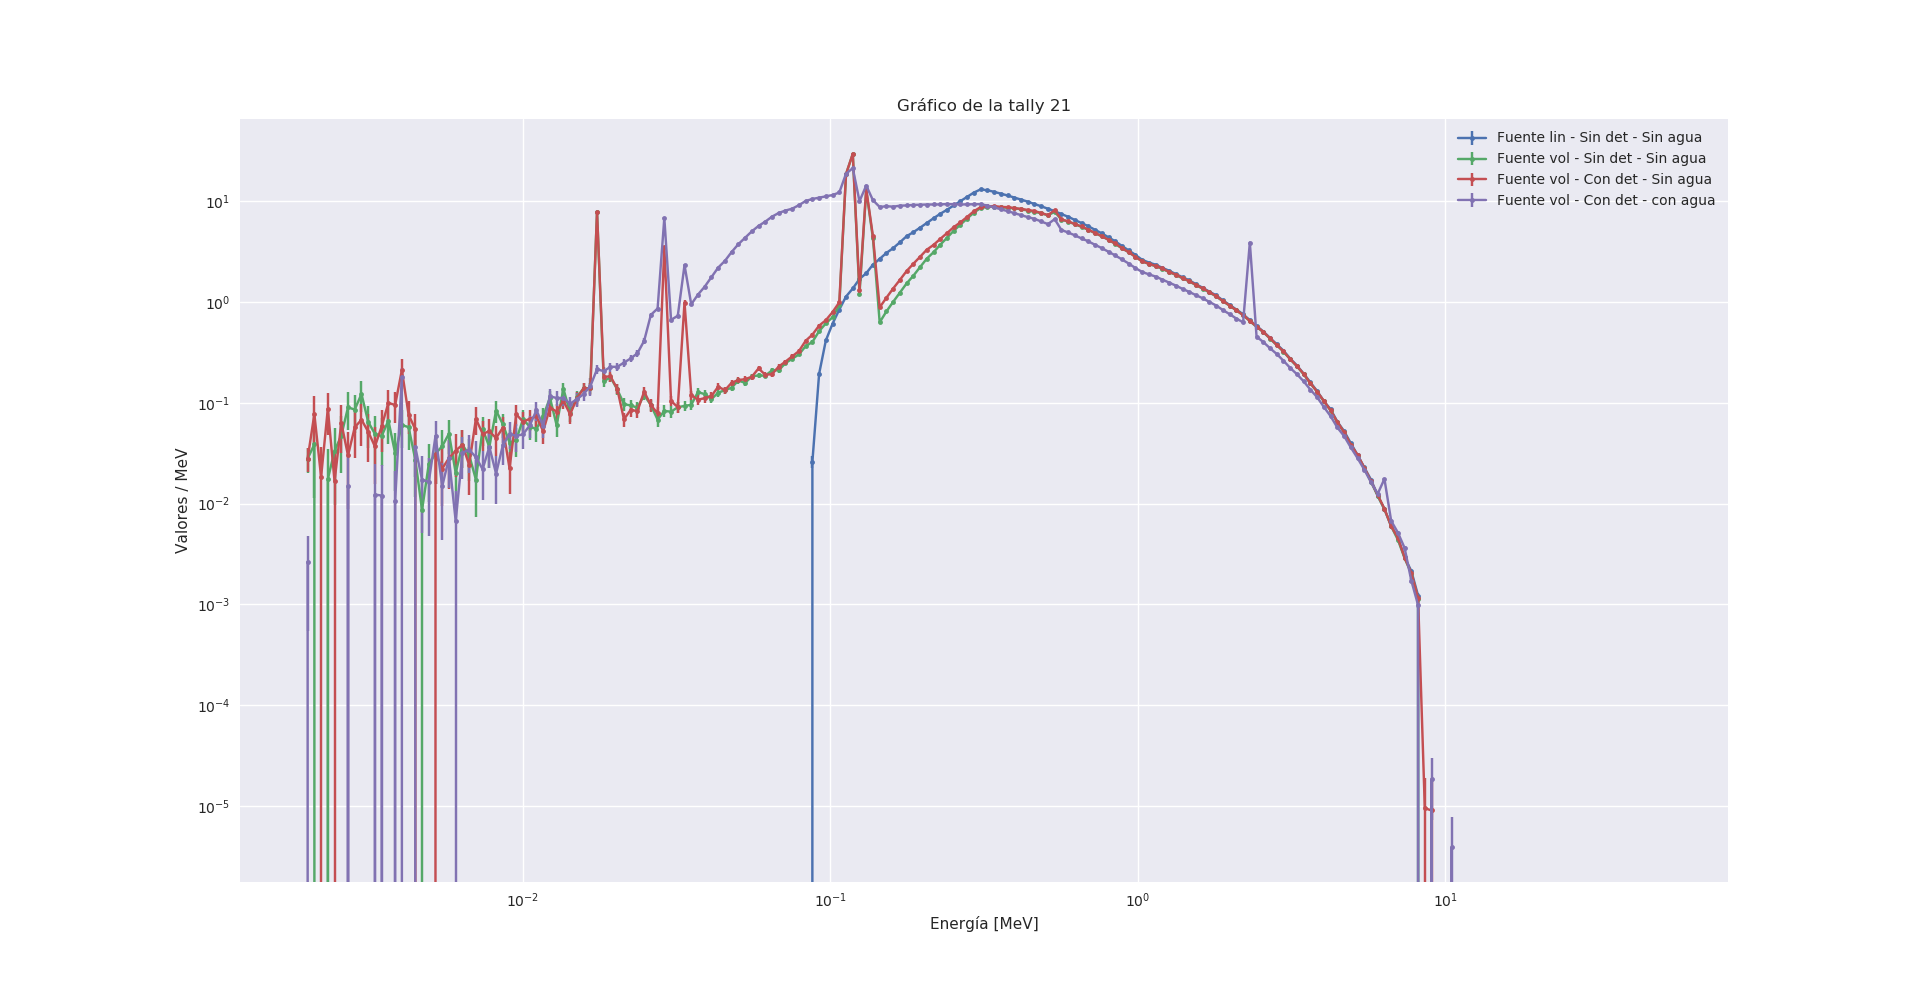 Gráfico de la tally 21
Fuente lin - Sin det - Sin agua
Fuente vol - Sin det - Sin agua
Fuente vol - Con det - Sin agua
Fuente vol - Con det - con agua
Valores / MeV
10¹
10⁰
10⁻¹
10⁻²
10⁻³
10⁻⁴
10⁻⁵
10⁻² 10⁻¹ 10⁰ 10¹
Energía [MeV]